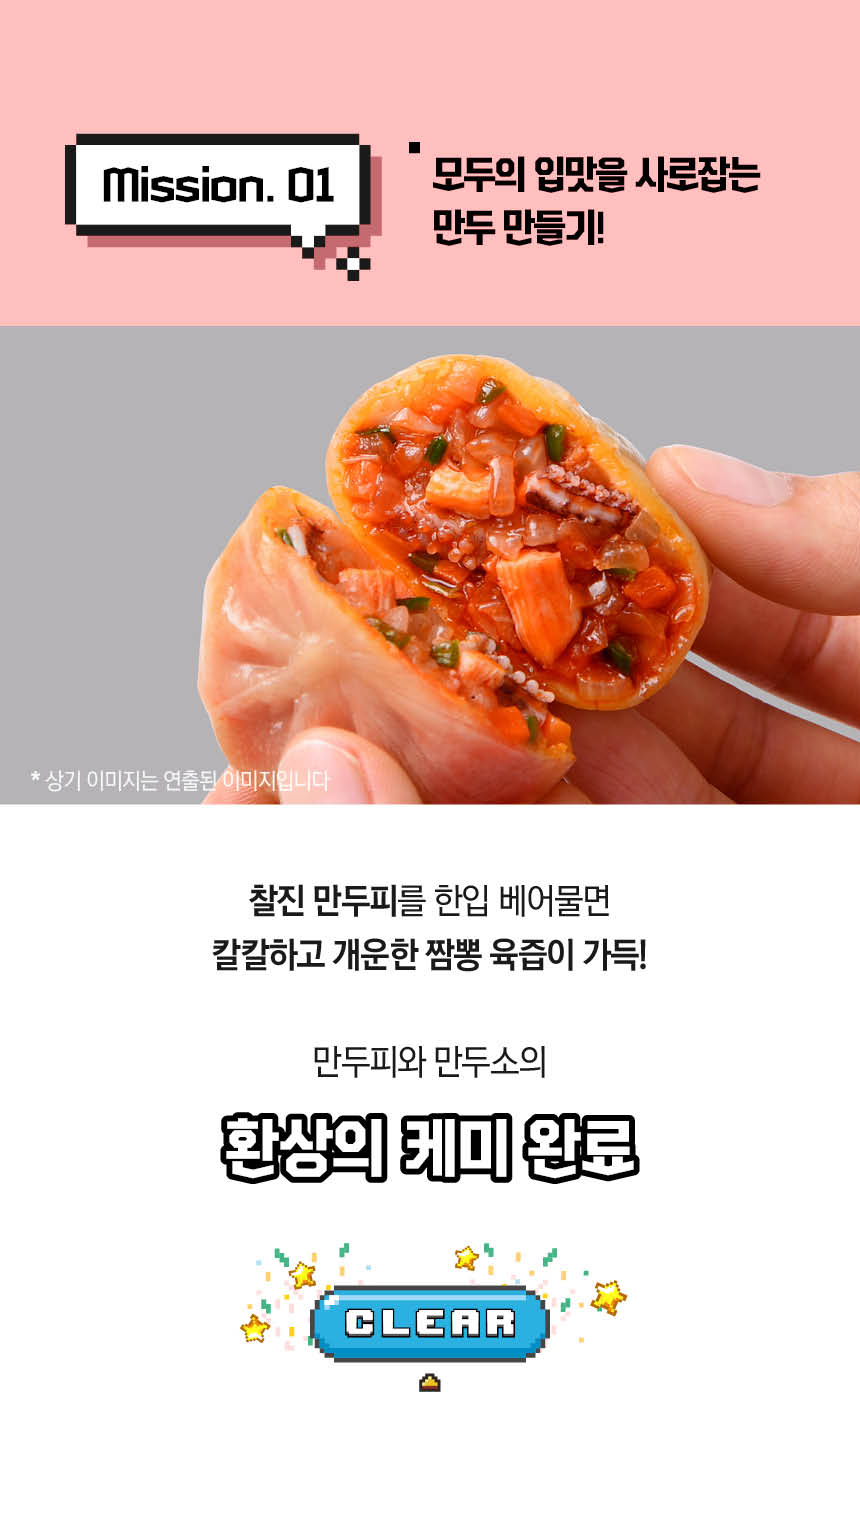 Mission. 01
모두의 입맛을 사로잡는
만두 만들기!
* 상기 이미지는 연출된 이미지입니다
찰진 만두피를 한입 베어물면
칼칼하고 개운한 짬뽕 육즙이 가득!
만두피와 만두소의
환상의 케미 완료
CLEAR